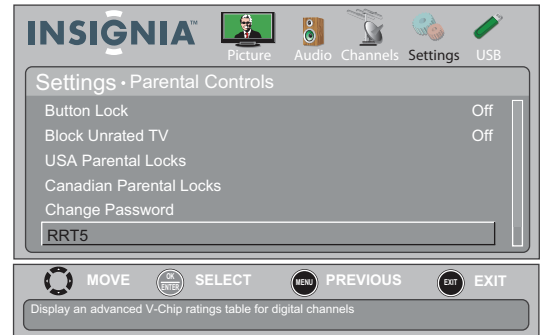 INSIGNIA™
Picture Audio Channels Settings USB
Settings · Parental Controls
Button Lock Off
Block Unrated TV Off
USA Parental Locks
Canadian Parental Locks
Change Password
RRT5
MOVE OK ENTER SELECT MENU PREVIOUS EXIT EXIT
Display an advanced V-Chip ratings table for digital channels